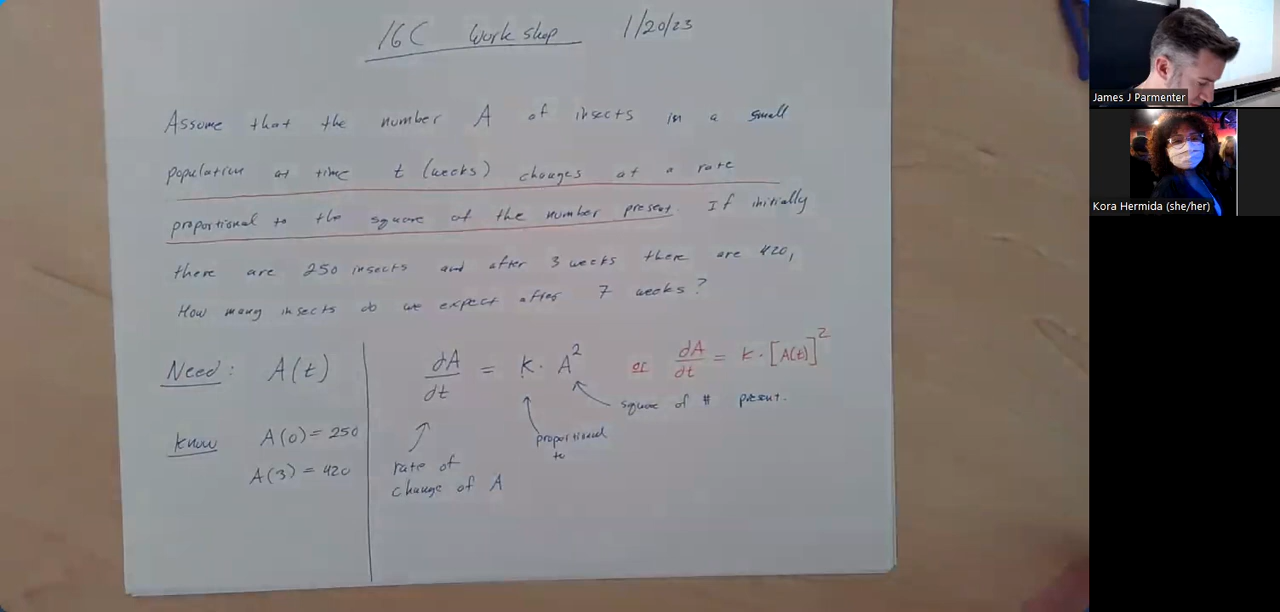 16C Workshop 1/20/23
Assume that the number A of insects in a small
population at time t (weeks) changes at a rate
proportional to the square of the number present. If initially
there are 250 insects and after 3 weeks there are 420,
How many insects do we expect after 7 weeks?
Need: A(t)
Know A(0) = 250
A(3) = 420
dA/dt = k · A² or dA/dt = k · [A(t)]²
square of # present.
proportional
to
rate of
change of A
James J Parmenter
Kora Hermida (she/her)